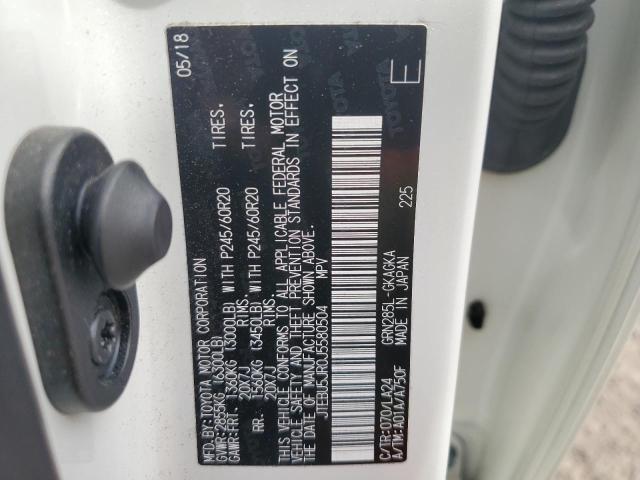 MFD.BY:TOYOTA MOTOR CORPORATION 05/18
GVWR:2855KG (6300LB)
GAWR:FRT. 1360KG (3000LB) WITH P245/60R20 TIRES.
20X7J RIMS.
RR. 1560KG (3450LB) WITH P245/60R20 TIRES.
20X7J RIMS.
THIS VEHICLE CONFORMS TO ALL APPLICABLE FEDERAL MOTOR
VEHICLE SAFETY AND THEFT PREVENTION STANDARDS IN EFFECT ON
THE DATE OF MANUFACTURE SHOWN ABOVE.
JTEBU5JR0J5580504 MPV
E
C/TR:070/LA24 GRN285L-GKAGKA 225
A/TM:A01A/A750F MADE IN JAPAN